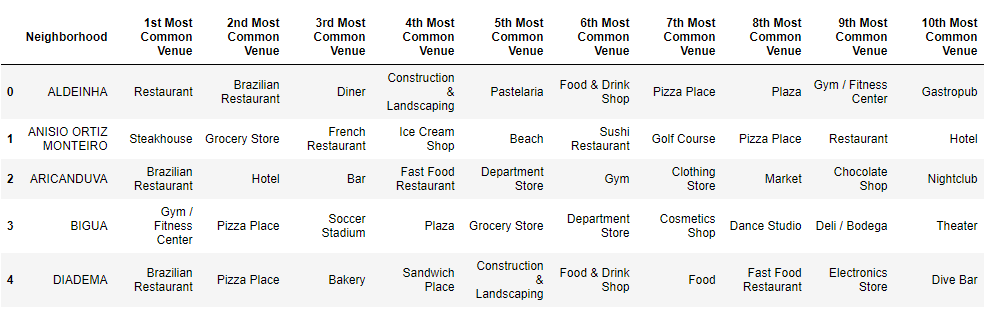 Neighborhood 1st Most Common Venue 2nd Most Common Venue 3rd Most Common Venue 4th Most Common Venue 5th Most Common Venue 6th Most Common Venue 7th Most Common Venue 8th Most Common Venue 9th Most Common Venue 10th Most Common Venue
0 ALDEINHA Restaurant Brazilian Restaurant Diner Construction & Landscaping Pastelaria Food & Drink Shop Pizza Place Plaza Gym / Fitness Center Gastropub
1 ANISIO ORTIZ MONTEIRO Steakhouse Grocery Store French Restaurant Ice Cream Shop Beach Sushi Restaurant Golf Course Pizza Place Restaurant Hotel
2 ARICANDUVA Brazilian Restaurant Hotel Bar Fast Food Restaurant Department Store Gym Clothing Store Market Chocolate Shop Nightclub
3 BIGUA Gym / Fitness Center Pizza Place Soccer Stadium Plaza Grocery Store Department Store Cosmetics Shop Dance Studio Deli / Bodega Theater
4 DIADEMA Brazilian Restaurant Pizza Place Bakery Sandwich Place Construction & Landscaping Food & Drink Shop Food Fast Food Restaurant Electronics Store Dive Bar